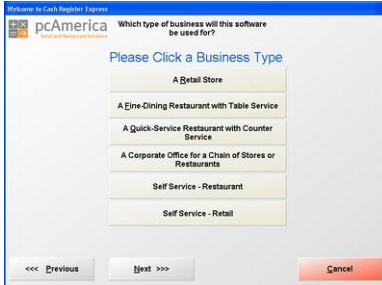 Welcome to Cash Register Express
pcAmerica
Retail and Restaurant Solutions
Which type of business will this software
be used for?
Please Click a Business Type
A Retail Store
A Fine-Dining Restaurant with Table Service
A Quick-Service Restaurant with Counter
Service
A Corporate Office for a Chain of Stores or
Restaurants
Self Service - Restaurant
Self Service - Retail
<<< Previous
Next >>>
Cancel